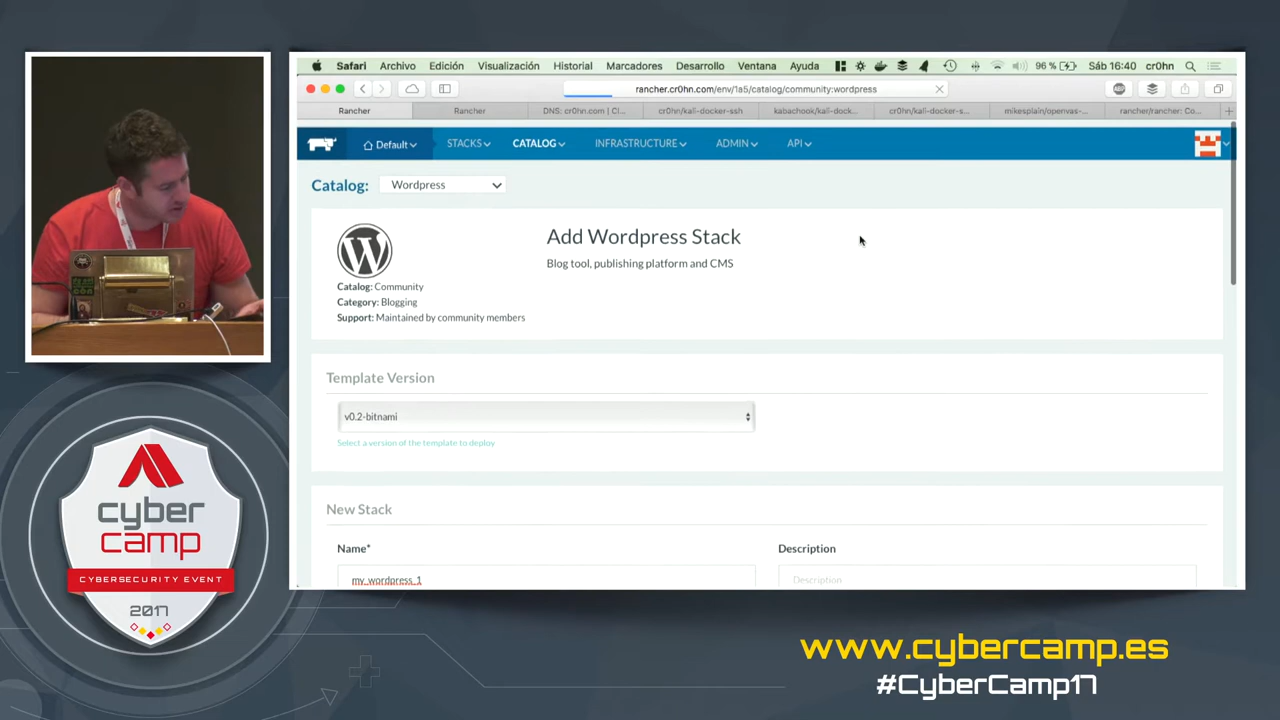 Safari Archivo Edición Visualización Historial Marcadores Desarrollo Ventana Ayuda 96 % Sáb 16:40 cr0hn
rancher.cr0hn.com/env/1a5/catalog/community:wordpress
Rancher Rancher DNS: cr0hn.com | Cl... cr0hn/kali-docker-ssh kabachook/kali-dock... cr0hn/kali-docker-s... mikesplain/openvas-... rancher/rancher: Co...
Default STACKS CATALOG INFRASTRUCTURE ADMIN API
Catalog: Wordpress
Add Wordpress Stack
Blog tool, publishing platform and CMS
Catalog: Community
Category: Blogging
Support: Maintained by community members
Template Version
v0.2-bitnami
Select a version of the template to deploy
New Stack
Name* Description
my_wordpress_1 Description
cyber
camp
CYBERSECURITY EVENT
2017
www.cybercamp.es
#CyberCamp17